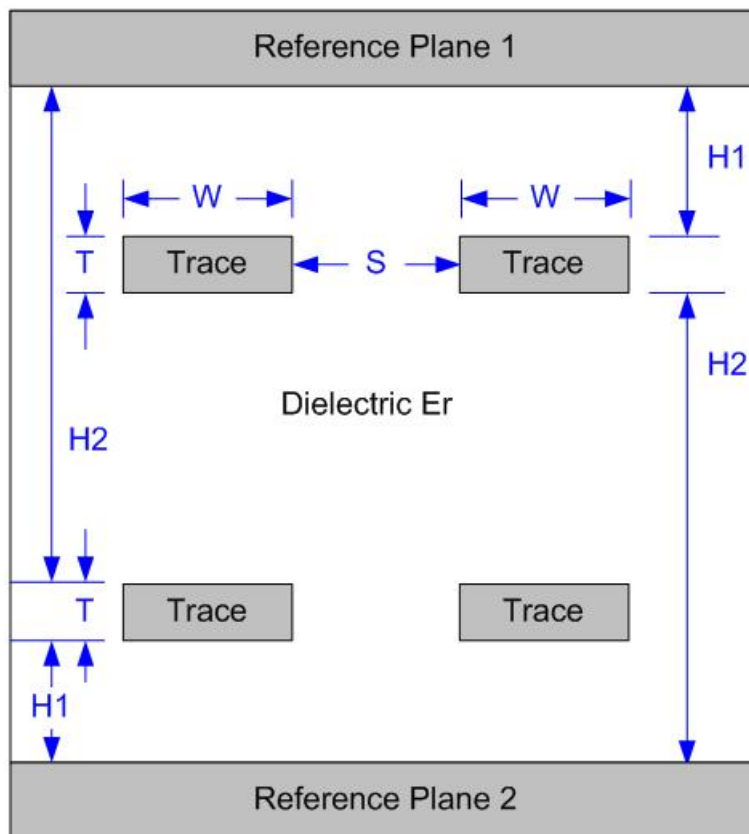 Reference Plane 1
H1
W W
T Trace S Trace
H2
Dielectric Er
H2
T Trace Trace
H1
Reference Plane 2